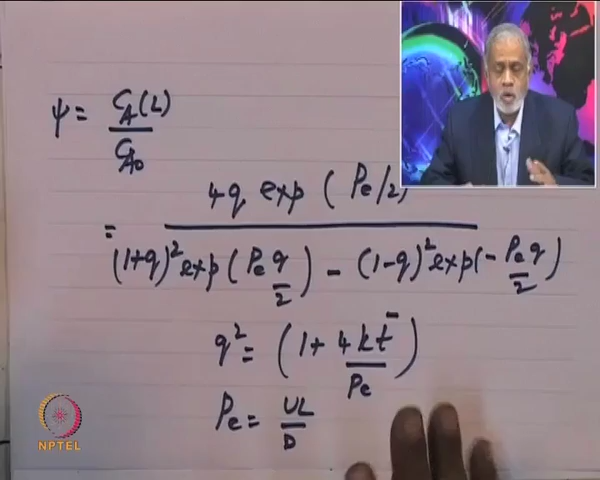 ψ = C_A(L) / C_A0
= 4q exp(Pe/2) / (1+q)² exp(Pe q/2) - (1-q)² exp(-Pe q/2)
q² = (1 + 4kt̄/Pe)
Pe = UL/D
NPTEL